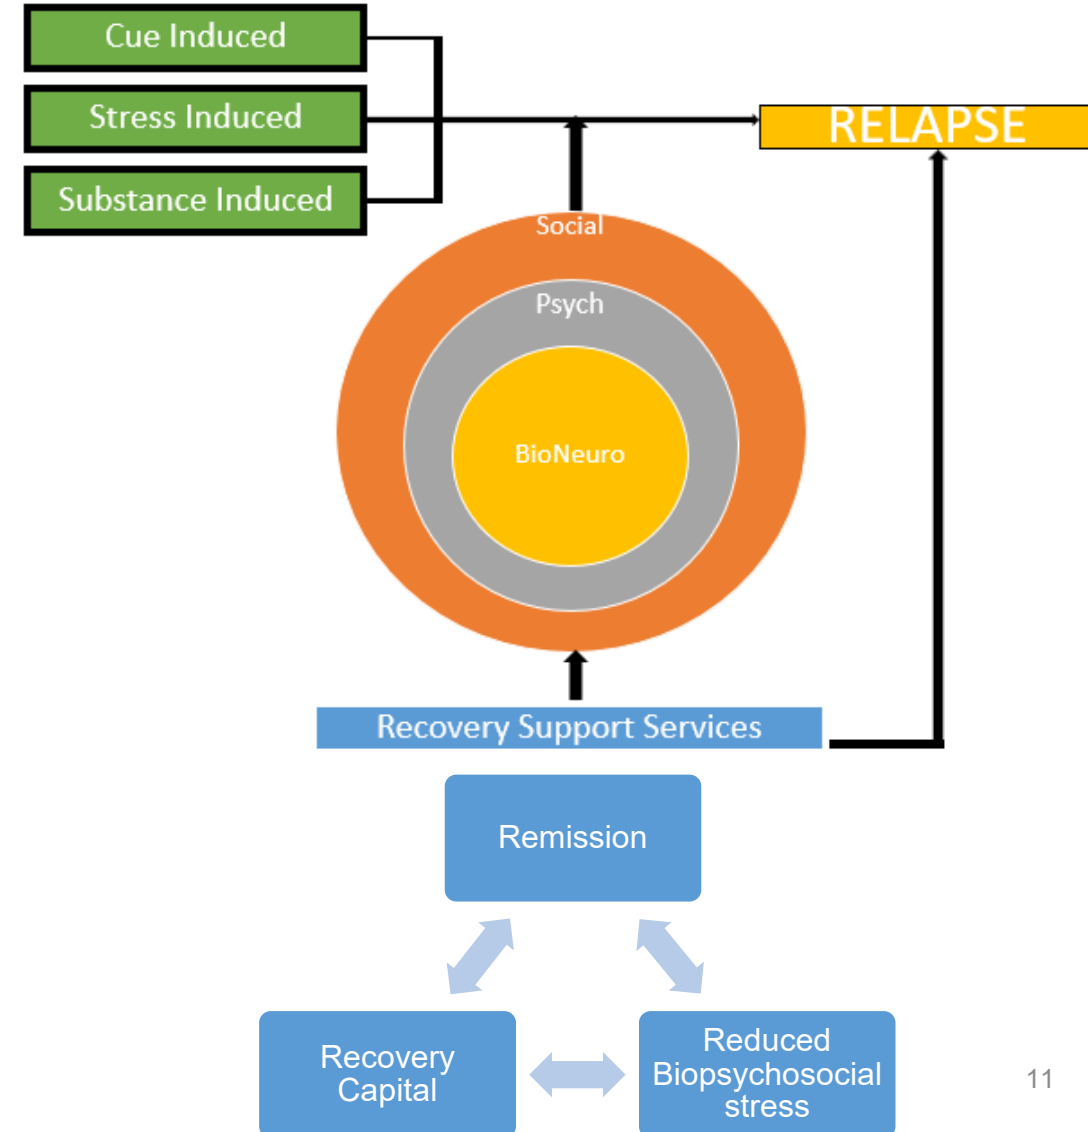 Cue Induced
Stress Induced
RELAPSE
Substance Induced
Social
Psych
BioNeuro
Recovery Support Services
Remission
Recovery
Capital
Reduced
Biopsychosocial
stress
11